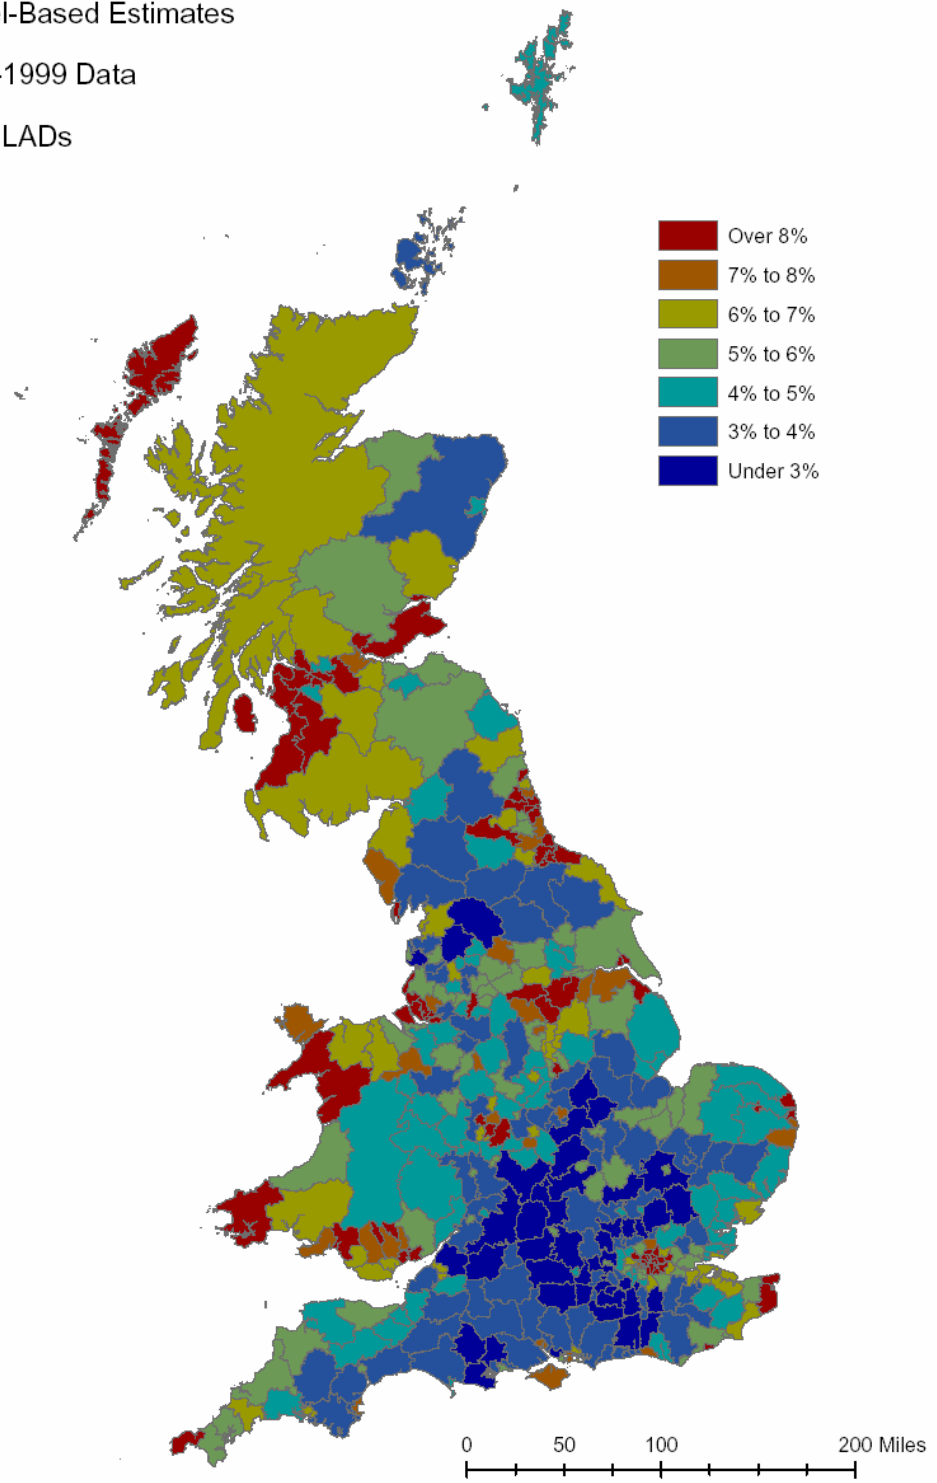 l-Based Estimates
-1999 Data
LADs
Over 8%
7% to 8%
6% to 7%
5% to 6%
4% to 5%
3% to 4%
Under 3%
0 50 100 200 Miles